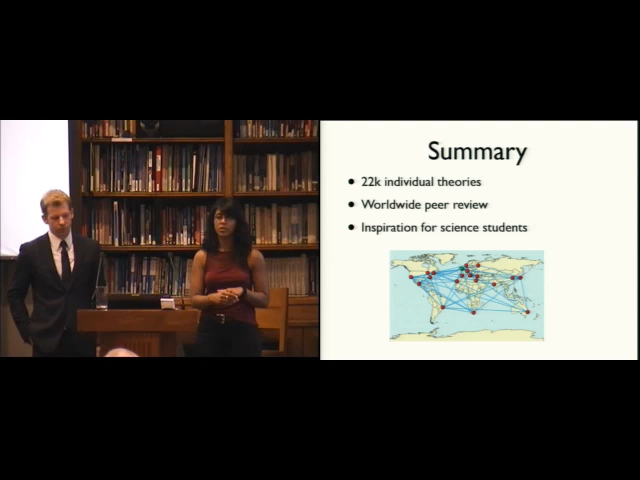 Summary
• 22k individual theories
• Worldwide peer review
• Inspiration for science students